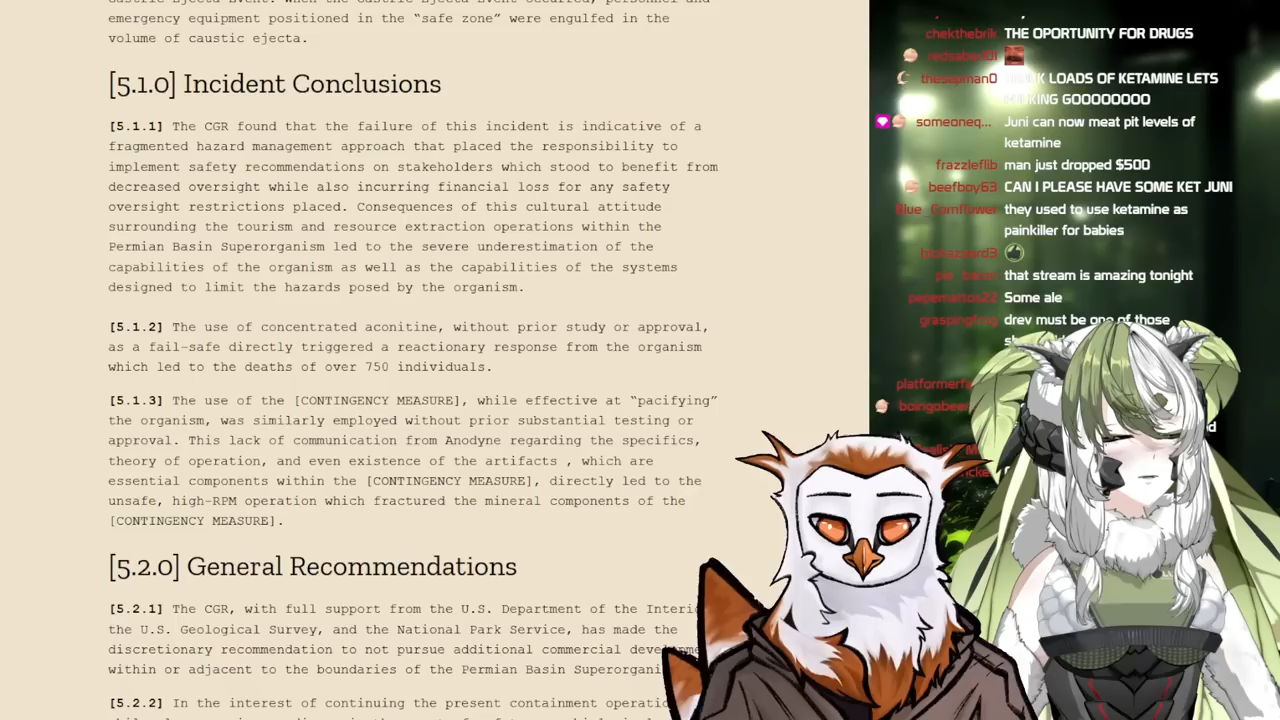 emergency equipment positioned in the “safe zone” were engulfed in the
volume of caustic ejecta.
[5.1.0] Incident Conclusions
[5.1.1] The CGR found that the failure of this incident is indicative of a
fragmented hazard management approach that placed the responsibility to
implement safety recommendations on stakeholders which stood to benefit from
decreased oversight while also incurring financial loss for any safety
oversight restrictions placed. Consequences of this cultural attitude
surrounding the tourism and resource extraction operations within the
Permian Basin Superorganism led to the severe underestimation of the
capabilities of the organism as well as the capabilities of the systems
designed to limit the hazards posed by the organism.
[5.1.2] The use of concentrated aconitine, without prior study or approval,
as a fail-safe directly triggered a reactionary response from the organism
which led to the deaths of over 750 individuals.
[5.1.3] The use of the [CONTINGENCY MEASURE], while effective at “pacifying”
the organism, was similarly employed without prior substantial testing or
approval. This lack of communication from Anodyne regarding the specifics,
theory of operation, and even existence of the artifacts , which are
essential components within the [CONTINGENCY MEASURE], directly led to the
unsafe, high-RPM operation which fractured the mineral components of the
[CONTINGENCY MEASURE].
[5.2.0] General Recommendations
[5.2.1] The CGR, with full support from the U.S. Department of the
the U.S. Geological Survey, and the National Park Service, has made the
discretionary recommendation to not pursue additional commercial
within or adjacent to the boundaries of the Permian Basin
[5.2.2] In the interest of continuing the present containment
chekthebrik THE OPORTUNITY FOR DRUGS
redsaber101
thesopman0 LOADS OF KETAMINE LETS
GOOOOOOOO
someoneq... Juni can now meat pit levels of
ketamine
frazzleflib man just dropped $500
beefboy63 CAN I PLEASE HAVE SOME KET JUNI
Blue_Cornflower they used to use ketamine as
painkiller for babies
biohazard3
that stream is amazing tonight
pepemattos22 Some ale
graspingfrog drev must be one of those